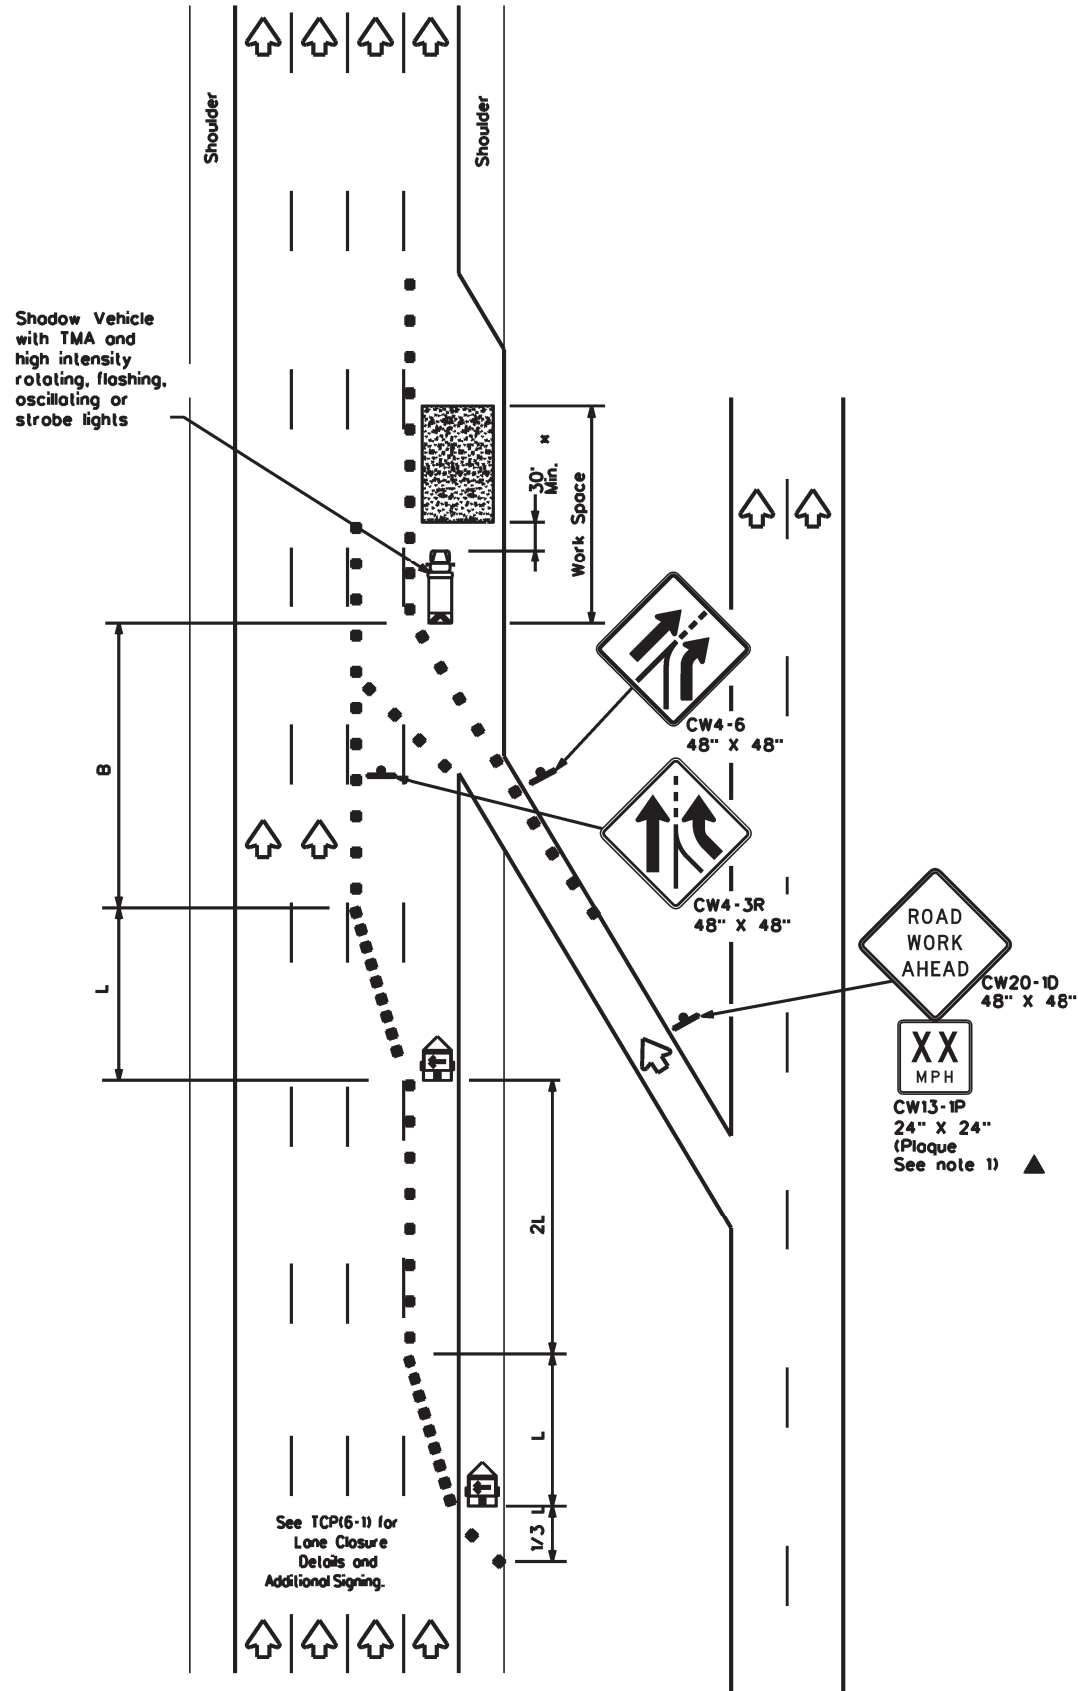 Shoulder
Shoulder
Shadow Vehicle
with TMA and
high intensity
rotating, flashing,
oscillating or
strobe lights
30' Min. x
Work Space
CW4-6
48" X 48"
B
CW4-3R
48" X 48"
ROAD
WORK
AHEAD
CW20-1D
48" X 48"
L
XX
MPH
CW13-1P
24" X 24"
(Plaque
See note 1)
2L
L
1/3 L
See TCP(6-1) for
Lane Closure
Details and
Additional Signing.